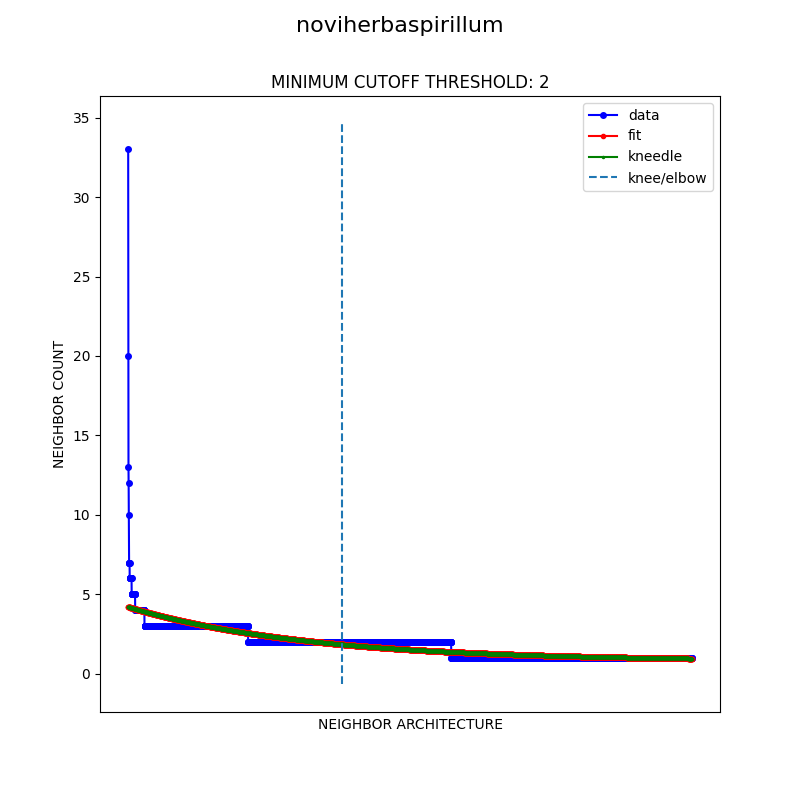 noviherbaspirillum
MINIMUM CUTOFF THRESHOLD: 2
data
fit
kneedle
knee/elbow
35
30
25
20
15
10
5
0
NEIGHBOR COUNT
NEIGHBOR ARCHITECTURE